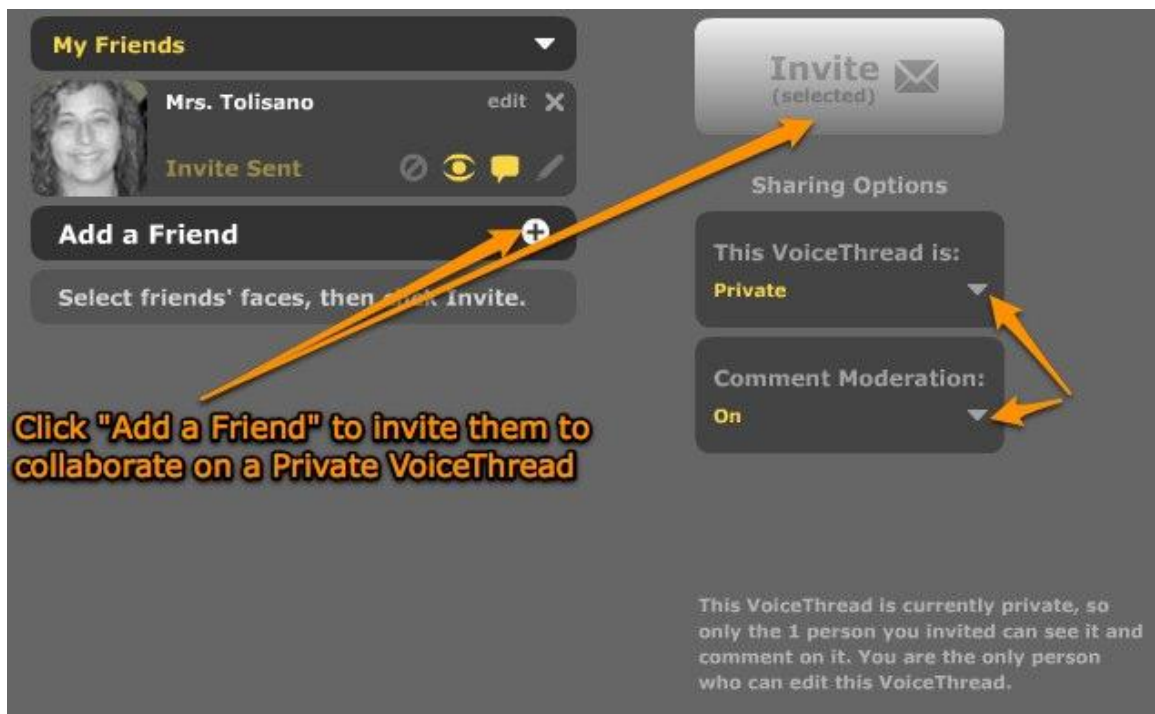 My Friends
Mrs. Tolisano
edit
Invite Sent
Add a Friend
Select friends' faces, then click Invite.
Click "Add a Friend" to invite them to
collaborate on a Private VoiceThread
Invite
(selected)
Sharing Options
This VoiceThread is:
Private
Comment Moderation:
On
This VoiceThread is currently private, so
only the 1 person you invited can see it and
comment on it. You are the only person
who can edit this VoiceThread.